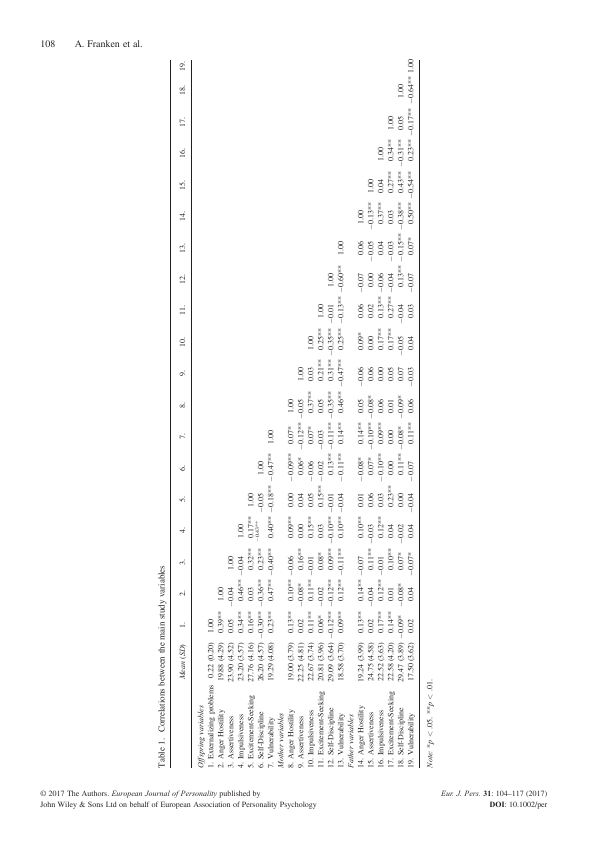 108 A. Franken et al.
Table 1. Correlations between the main study variables
Mean (SD) 1. 2. 3. 4. 5. 6. 7. 8. 9. 10. 11. 12. 13. 14. 15. 16. 17. 18. 19.
Offspring variables
1. Externalizing problems 0.22 (0.20) 1.00
2. Anger Hostility 19.88 (4.29) 0.39** 1.00
3. Assertiveness 23.90 (4.52) 0.05 −0.04 1.00
4. Impulsiveness 23.20 (3.57) 0.34** 0.46** −0.04 1.00
5. Excitement-Seeking 27.76 (4.16) 0.16** 0.03 0.32** 0.17** 1.00
6. Self-Discipline 26.20 (4.57) −0.30** −0.36** 0.23** −0.63** −0.05 1.00
7. Vulnerability 19.29 (4.08) 0.23** 0.47** −0.40** 0.40** −0.18** −0.47** 1.00
Mother variables
8. Anger Hostility 19.00 (3.79) 0.13** 0.10** −0.06 0.09** 0.00 −0.09** 0.07* 1.00
9. Assertiveness 22.25 (4.81) 0.02 −0.08* 0.16** 0.00 0.04 0.06* −0.12** −0.05 1.00
10. Impulsiveness 22.67 (3.74) 0.11** 0.11** −0.01 0.15** 0.05 −0.06 0.07* 0.37** 0.03 1.00
11. Excitement-Seeking 20.81 (3.96) 0.06* −0.02 0.08* 0.03 0.15** −0.02 −0.03 0.05 0.21** 0.25** 1.00
12. Self-Discipline 29.09 (3.64) −0.12** −0.12** 0.09** −0.10** −0.01 0.13** −0.11** −0.35** 0.31** −0.35** −0.01 1.00
13. Vulnerability 18.58 (3.70) 0.09** 0.12** −0.11** 0.10** −0.04 −0.11** 0.14** 0.46** −0.47** 0.25** −0.13** −0.60** 1.00
Father variables
14. Anger Hostility 19.24 (3.99) 0.13** 0.14** −0.07 0.10** 0.01 −0.08* 0.14** 0.05 −0.06 0.09* 0.06 −0.07 0.06 1.00
15. Assertiveness 24.75 (4.58) 0.02 −0.04 0.11** −0.03 0.06 0.07* −0.10** −0.08* 0.06 0.00 0.02 0.00 −0.05 −0.13** 1.00
16. Impulsiveness 22.52 (3.63) 0.17** 0.12** −0.01 0.12** 0.03 −0.10** 0.09** 0.06 0.00 0.17** 0.13** −0.06 0.04 0.37** 0.04 1.00
17. Excitement-Seeking 22.58 (4.20) 0.14** 0.01 0.10** 0.04 0.23** 0.00 0.00 0.01 0.05 0.17** 0.27** −0.04 −0.03 0.03 0.27** 0.34** 1.00
18. Self-Discipline 29.47 (3.89) −0.09* −0.08* 0.07* −0.02 0.00 0.11** −0.08* −0.09* 0.07 −0.05 −0.04 0.13** −0.15** −0.38** 0.43** −0.31** 0.05 1.00
19. Vulnerability 17.50 (3.62) 0.02 0.04 −0.07* 0.04 −0.04 −0.07 0.11** 0.06 −0.03 0.04 0.03 −0.07 0.07* 0.50** −0.54** 0.23** −0.17** −0.64** 1.00
Note: *p < .05. **p < .01.
© 2017 The Authors. European Journal of Personality published by
John Wiley & Sons Ltd on behalf of European Association of Personality Psychology
Eur. J. Pers. 31: 104–117 (2017)
DOI: 10.1002/per